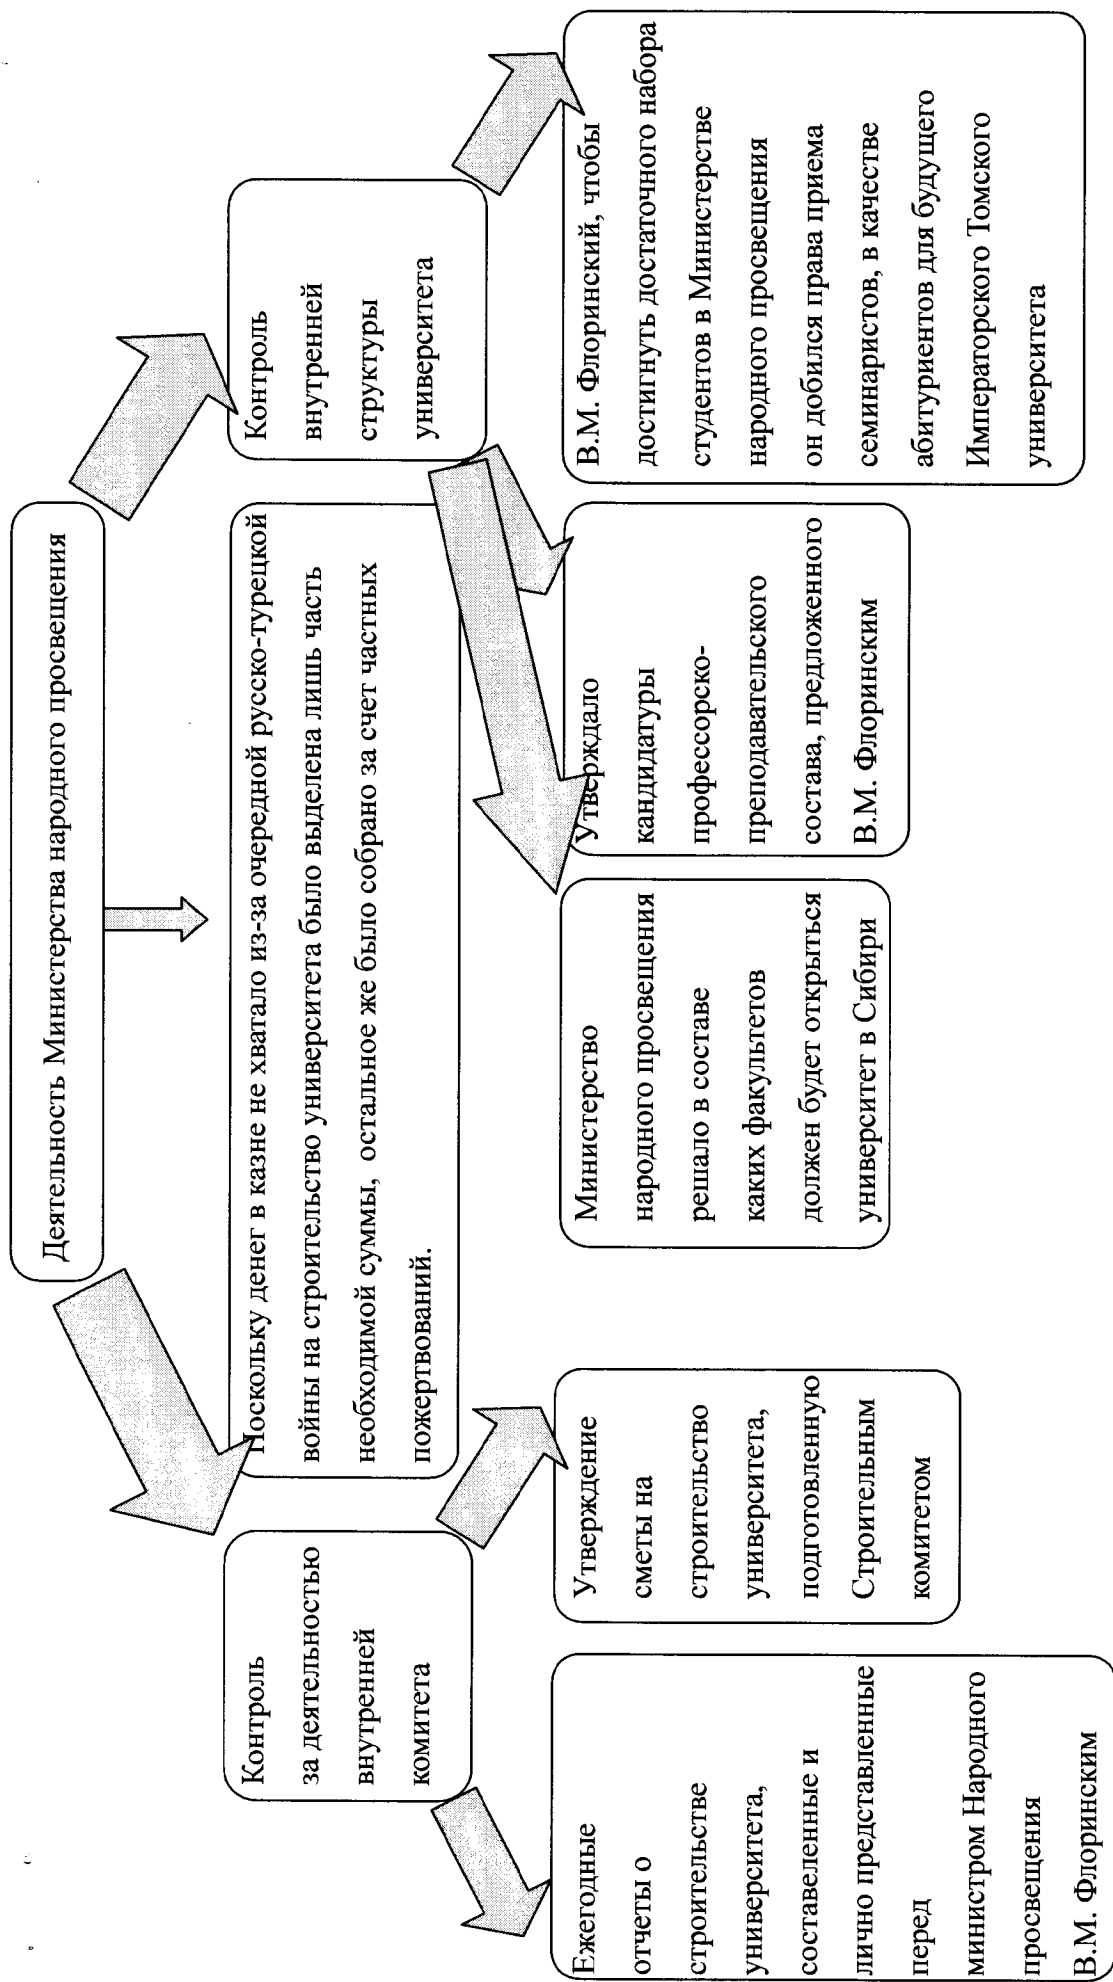 Деятельность Министерства народного просвещения
Контроль
за деятельностью
внутренней
комитета
Поскольку денег в казне не хватало из-за очередной русско-турецкой
войны на строительство университета было выделена лишь часть
необходимой суммы, остальное же было собрано за счет частных
пожертвований.
Контроль
внутренней
структуры
университета
Ежегодные
отчеты о
строительстве
университета,
составеленные и
лично представленные
перед
министром Народного
просвещения
В.М. Флоринским
Утверждение
сметы на
строительство
университета,
подготовленную
Строительным
комитетом
Министерство
народного просвещения
решало в составе
каких факультетов
должен будет открыться
университет в Сибири
Утверждало
кандидатуры
профессорско-
преподавательского
состава, предложенного
В.М. Флоринским
В.М. Флоринский, чтобы
достигнуть достаточного набора
студентов в Министерстве
народного просвещения
он добился права приема
семинаристов, в качестве
абитуриентов для будущего
Императорского Томского
университета